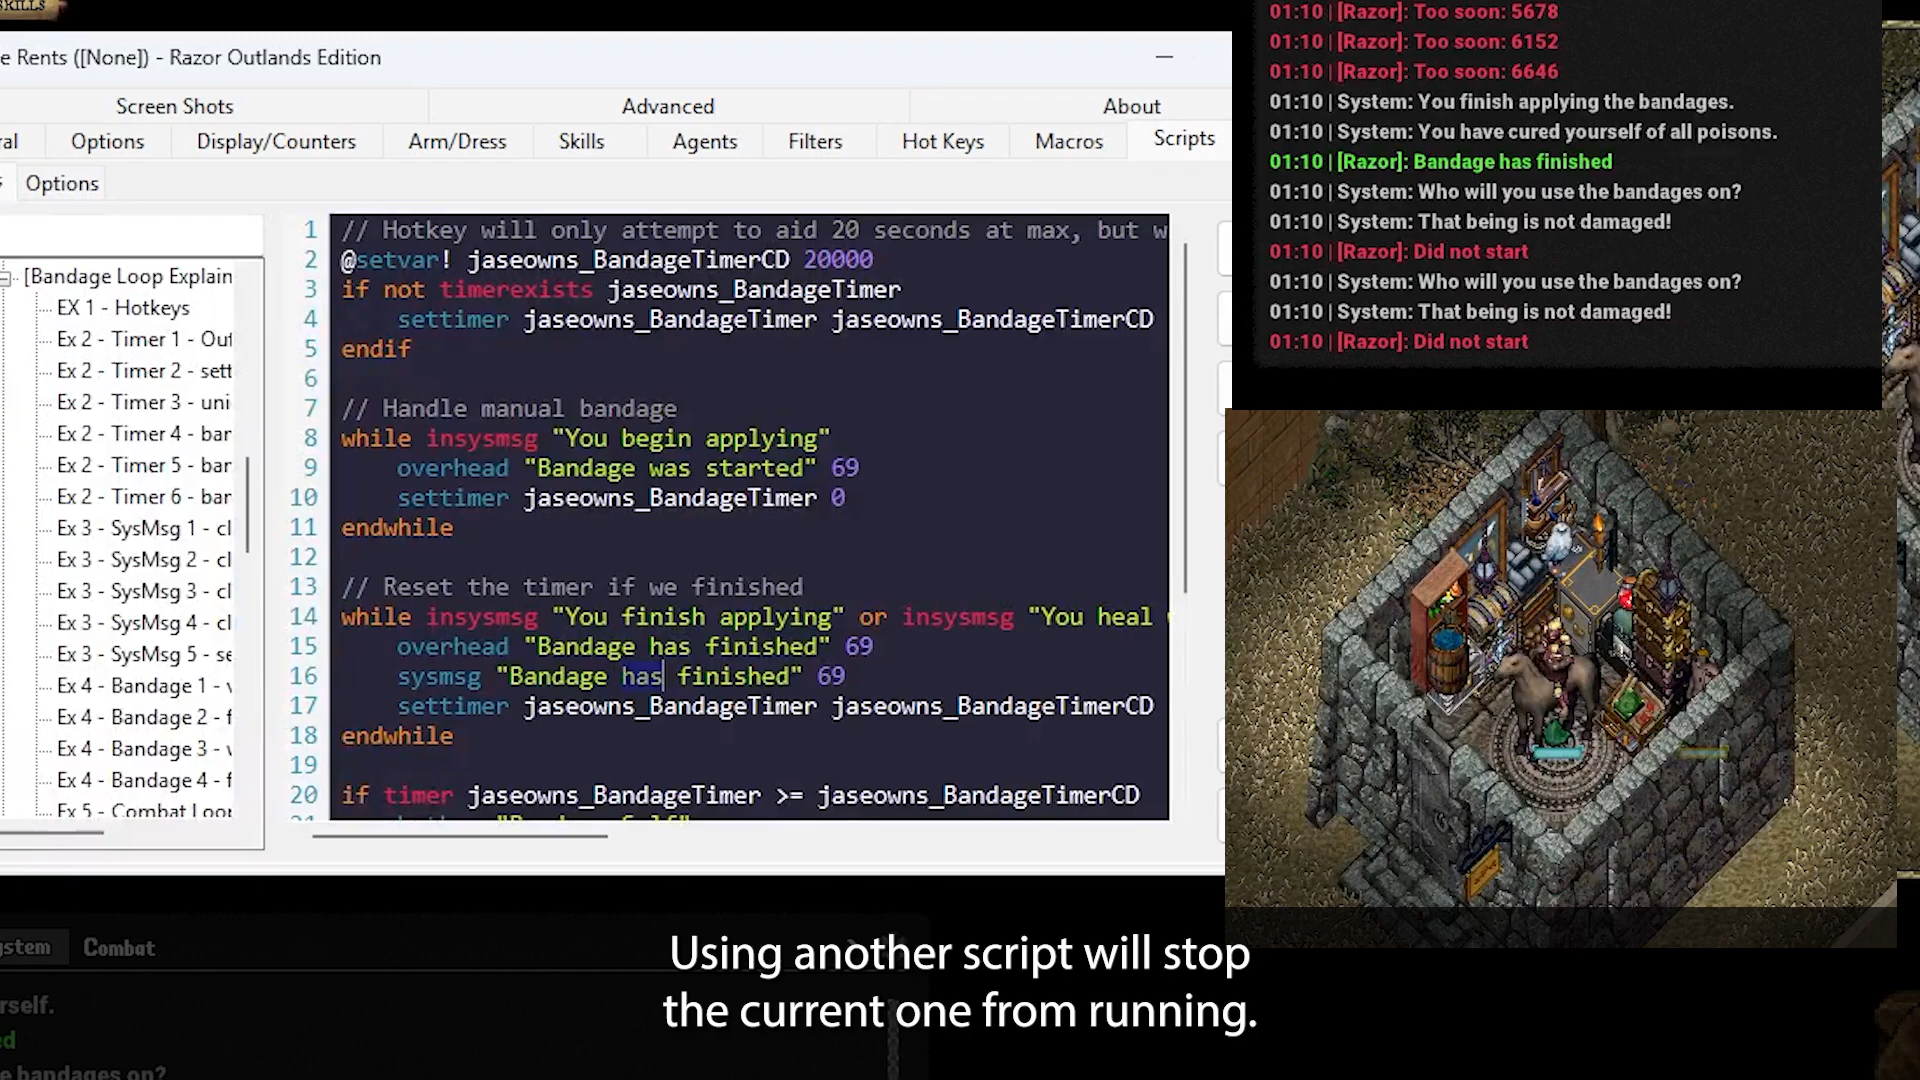 SKILLS
e Rents ([None]) - Razor Outlands Edition
Screen Shots
Advanced
About
al
Options
Display/Counters
Arm/Dress
Skills
Agents
Filters
Hot Keys
Macros
Scripts
Options
[Bandage Loop Explain
EX 1 - Hotkeys
Ex 2 - Timer 1 - Out
Ex 2 - Timer 2 - sett
Ex 2 - Timer 3 - uni
Ex 2 - Timer 4 - bar
Ex 2 - Timer 5 - bar
Ex 2 - Timer 6 - bar
Ex 3 - SysMsg 1 - cl
Ex 3 - SysMsg 2 - cl
Ex 3 - SysMsg 3 - cl
Ex 3 - SysMsg 4 - cl
Ex 3 - SysMsg 5 - se
Ex 4 - Bandage 1 - v
Ex 4 - Bandage 2 - f
Ex 4 - Bandage 3 - v
Ex 4 - Bandage 4 - f
Ex 5 - Combat Loop
1 // Hotkey will only attempt to aid 20 seconds at max, but w
2 @setvar! jaseowns_BandageTimerCD 20000
3 if not timerexists jaseowns_BandageTimer
4 settimer jaseowns_BandageTimer jaseowns_BandageTimerCD
5 endif
6
7 // Handle manual bandage
8 while insysmsg "You begin applying"
9 overhead "Bandage was started" 69
10 settimer jaseowns_BandageTimer 0
11 endwhile
12
13 // Reset the timer if we finished
14 while insysmsg "You finish applying" or insysmsg "You heal
15 overhead "Bandage has finished" 69
16 sysmsg "Bandage has finished" 69
17 settimer jaseowns_BandageTimer jaseowns_BandageTimerCD
18 endwhile
19
20 if timer jaseowns_BandageTimer >= jaseowns_BandageTimerCD
01:10 | [Razor]: Too soon: 5678
01:10 | [Razor]: Too soon: 6152
01:10 | [Razor]: Too soon: 6646
01:10 | System: You finish applying the bandages.
01:10 | System: You have cured yourself of all poisons.
01:10 | [Razor]: Bandage has finished
01:10 | System: Who will you use the bandages on?
01:10 | System: That being is not damaged!
01:10 | [Razor]: Did not start
01:10 | System: Who will you use the bandages on?
01:10 | System: That being is not damaged!
01:10 | [Razor]: Did not start
ystem
Combat
rself.
ed
e bandages on?
Using another script will stop
the current one from running.